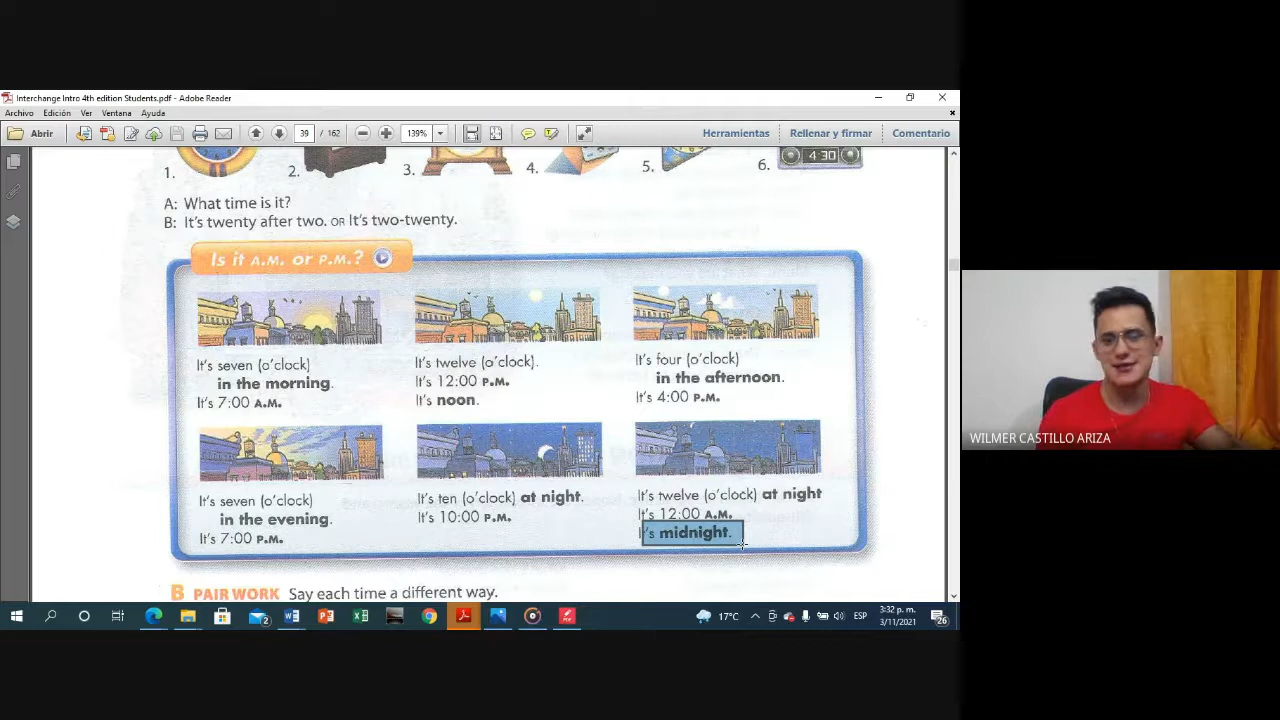 Interchange Intro 4th edition Students.pdf - Adobe Reader
Archivo Edición Ver Ventana Ayuda
Abrir 39 / 162 139% Herramientas Rellenar y firmar Comentario
1. 2. 3. 4. 5. 6. 4:30
A: What time is it?
B: It's twenty after two. OR It's two-twenty.
Is it A.M. or P.M.?
It's seven (o'clock)
in the morning.
It's 7:00 A.M.
It's twelve (o'clock).
It's 12:00 P.M.
It's noon.
It's four (o'clock)
in the afternoon.
It's 4:00 P.M.
It's seven (o'clock)
in the evening.
It's 7:00 P.M.
It's ten (o'clock) at night.
It's 10:00 P.M.
It's twelve (o'clock) at night
It's 12:00 A.M.
It's midnight.
B PAIR WORK Say each time a different way.
WILMER CASTILLO ARIZA
2 17°C ESP 3:32 p. m.
3/11/2021
26